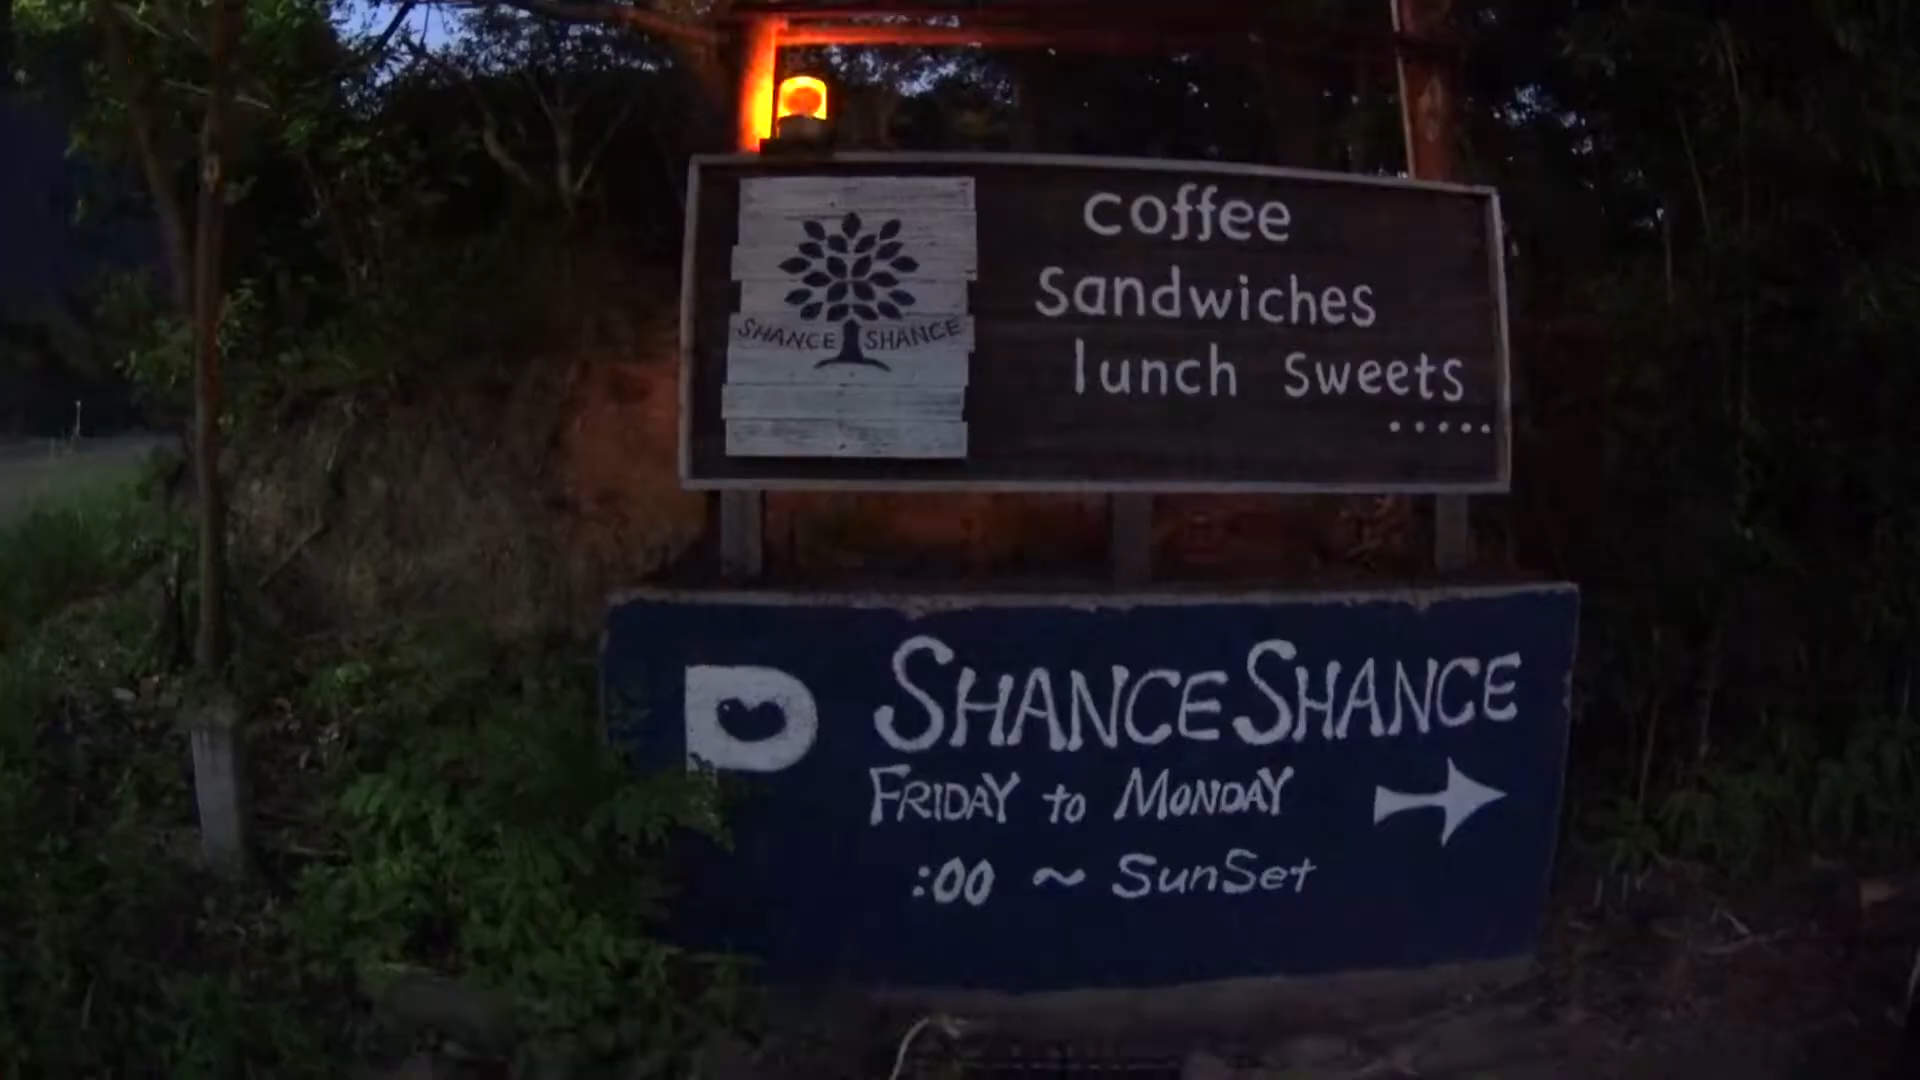 coffee
Sandwiches
lunch sweets
.....
SHANCE SHANCE
SHANCE SHANCE
FRIDAY to MONDAY
:00 ~ SunSet